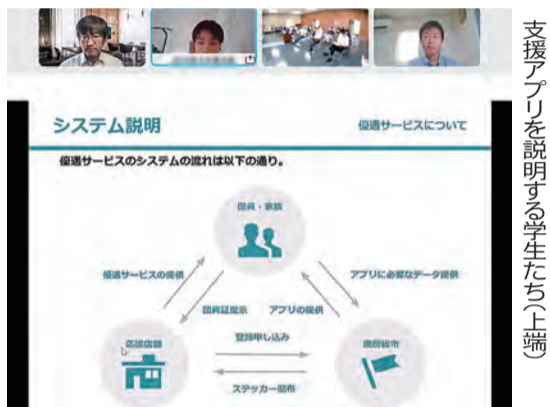 支援アプリを説明する学生たち(上端)
システム説明
優遇サービスについて
優遇サービスのシステムの流れは以下の通り。
団員・家族
優遇サービスの提供
アプリに必要なデータ提供
団員証提示
アプリの提供
応援店舗
登録申し込み
ステッカー配布